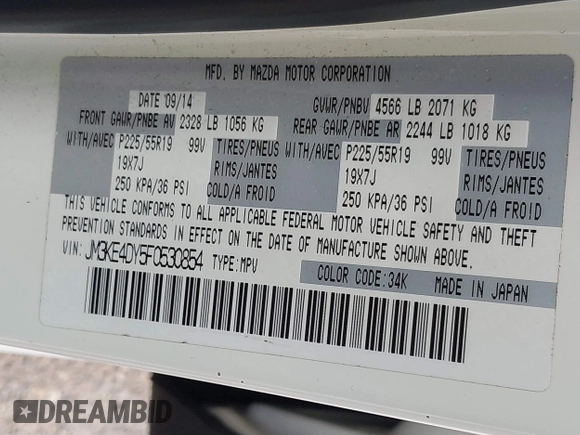 MFD. BY MAZDA MOTOR CORPORATION
DATE 09/14 GVWR/PNBV 4566 LB 2071 KG
FRONT GAWR/PNBE AV 2328 LB 1056 KG REAR GAWR/PNBE AR 2244 LB 1018 KG
WITH/AVEC P225/55R19 99V TIRES/PNEUS WITH/AVEC P225/55R19 99V TIRES/PNEUS
19X7J RIMS/JANTES 19X7J RIMS/JANTES
250 KPA/36 PSI COLD/A FROID 250 KPA/36 PSI COLD/A FROID
THIS VEHICLE CONFORMS TO ALL APPLICABLE FEDERAL MOTOR VEHICLE SAFETY AND THEFT
PREVENTION STANDARDS IN EFFECT ON THE DATE OF MANUFACTURE SHOWN ABOVE.
VIN: JM3KE4DY5F0530854 TYPE:MPV
COLOR CODE:34K MADE IN JAPAN
DREAMBID